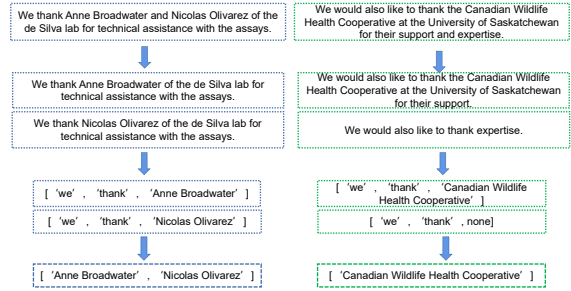 We thank Anne Broadwater and Nicolas Olivarez of the
de Silva lab for technical assistance with the assays.
We thank Anne Broadwater of the de Silva lab for
technical assistance with the assays.
We thank Nicolas Olivarez of the de Silva lab for
technical assistance with the assays.
[ ‘we’ , ‘thank’ , ‘Anne Broadwater’ ]
[ ‘we’ , ‘thank’ , ‘Nicolas Olivarez’ ]
[ ‘Anne Broadwater’ , ‘Nicolas Olivarez’ ]
We would also like to thank the Canadian Wildlife
Health Cooperative at the University of Saskatchewan
for their support and expertise.
We would also like to thank the Canadian Wildlife
Health Cooperative at the University of Saskatchewan
for their support.
We would also like to thank expertise.
[ ‘we’ , ‘thank’ , ‘Canadian Wildlife
Health Cooperative’ ]
[ ‘we’ , ‘thank’ , none]
[ ‘Canadian Wildlife Health Cooperative’ ]